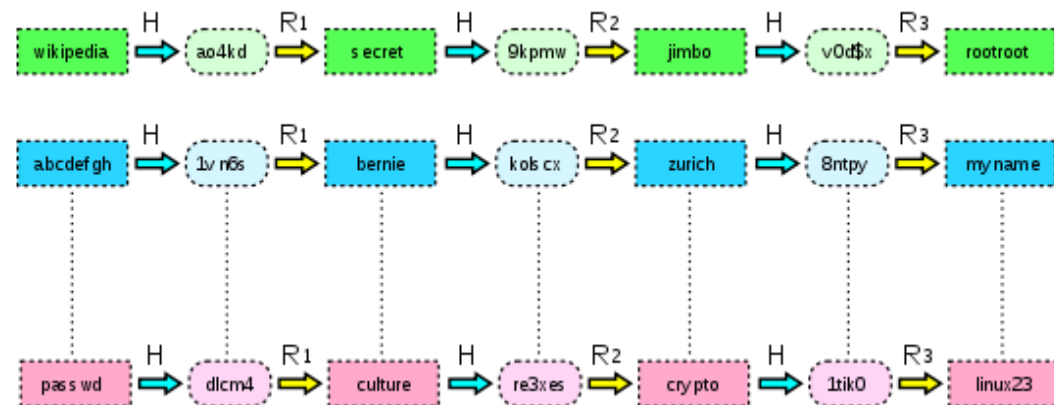 H R1 H R2 H R3
wikipedia ao4kd secret 9kpmw jimbo v0d$x rootroot
H R1 H R2 H R3
abcdefgh 1vn6s bernie kolscx zurich 8ntpy myname
H R1 H R2 H R3
passwd dlcm4 culture re3xes crypto 1tik0 linux23